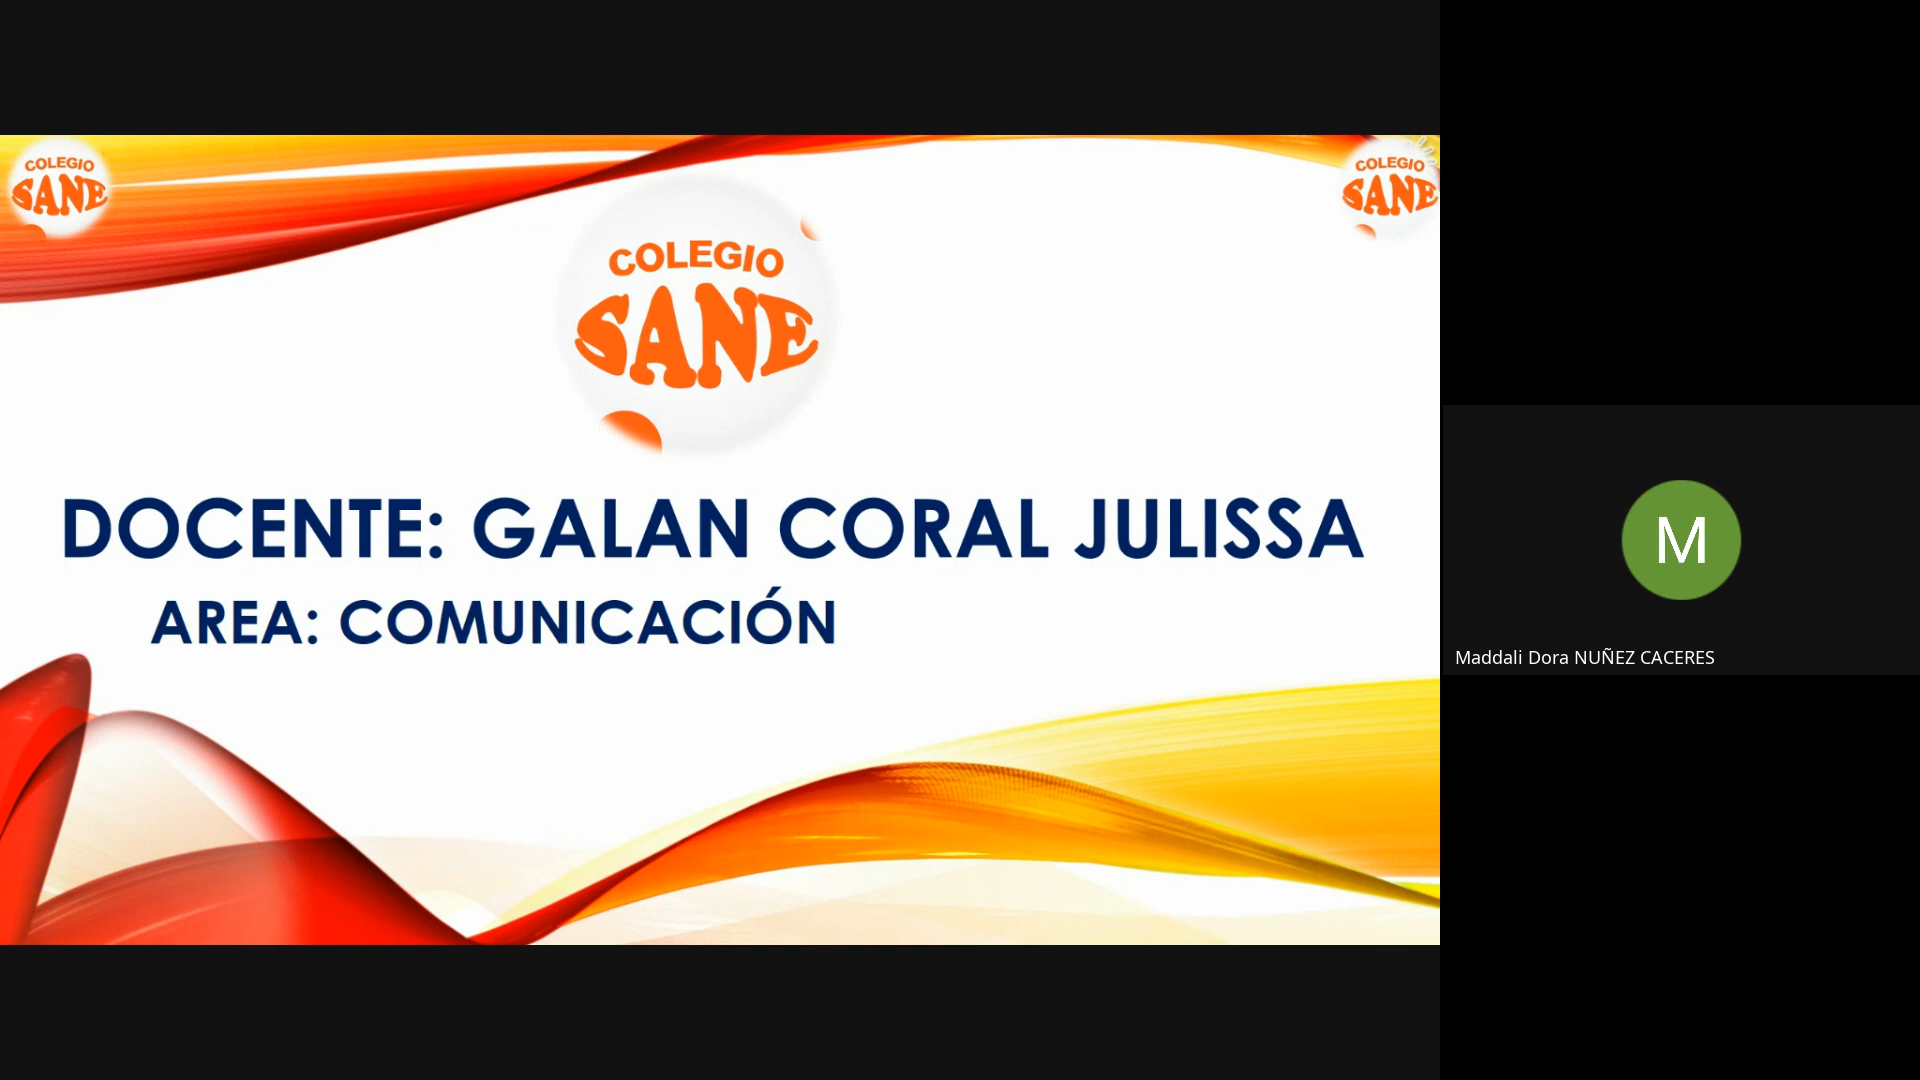 COLEGIO
SANE
COLEGIO
SANE
COLEGIO
SANE
DOCENTE: GALAN CORAL JULISSA
AREA: COMUNICACIÓN
M
Maddali Dora NUÑEZ CACERES